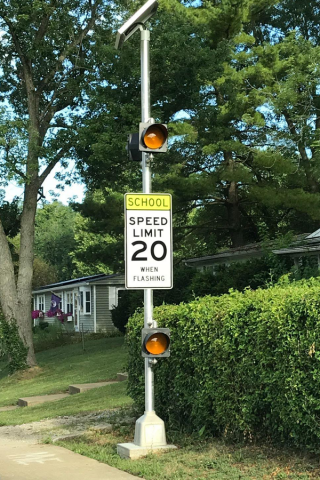 SCHOOL
SPEED
LIMIT
20
WHEN
FLASHING